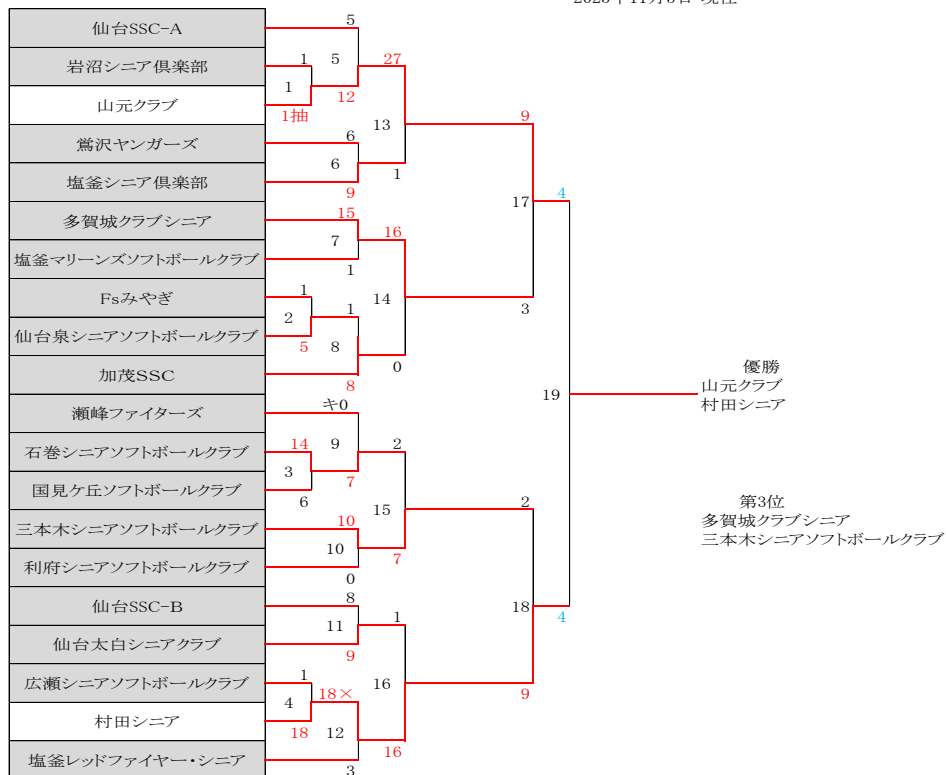 仙台SSC-A
5
岩沼シニア倶楽部
1
5
27
1
12
山元クラブ
1抽
13
9
鶯沢ヤンガーズ
6
6
1
塩釜シニア倶楽部
9
17
4
多賀城クラブシニア
15
16
7
塩釜マリーンズソフトボールクラブ
1
Fsみやぎ
1
1
14
3
2
仙台泉シニアソフトボールクラブ
5
8
0
加茂SSC
8
優勝
19
山元クラブ
村田シニア
瀬峰ファイターズ
キ0
石巻シニアソフトボールクラブ
14
9
2
3
7
国見ケ丘ソフトボールクラブ
6
15
2
第3位
多賀城クラブシニア
三本木シニアソフトボールクラブ
三本木シニアソフトボールクラブ
10
10
7
利府シニアソフトボールクラブ
0
仙台SSC-B
8
18
4
11
1
仙台太白シニアクラブ
9
広瀬シニアソフトボールクラブ
1
18×
16
9
4
村田シニア
18
12
16
塩釜レッドファイヤー・シニア
3